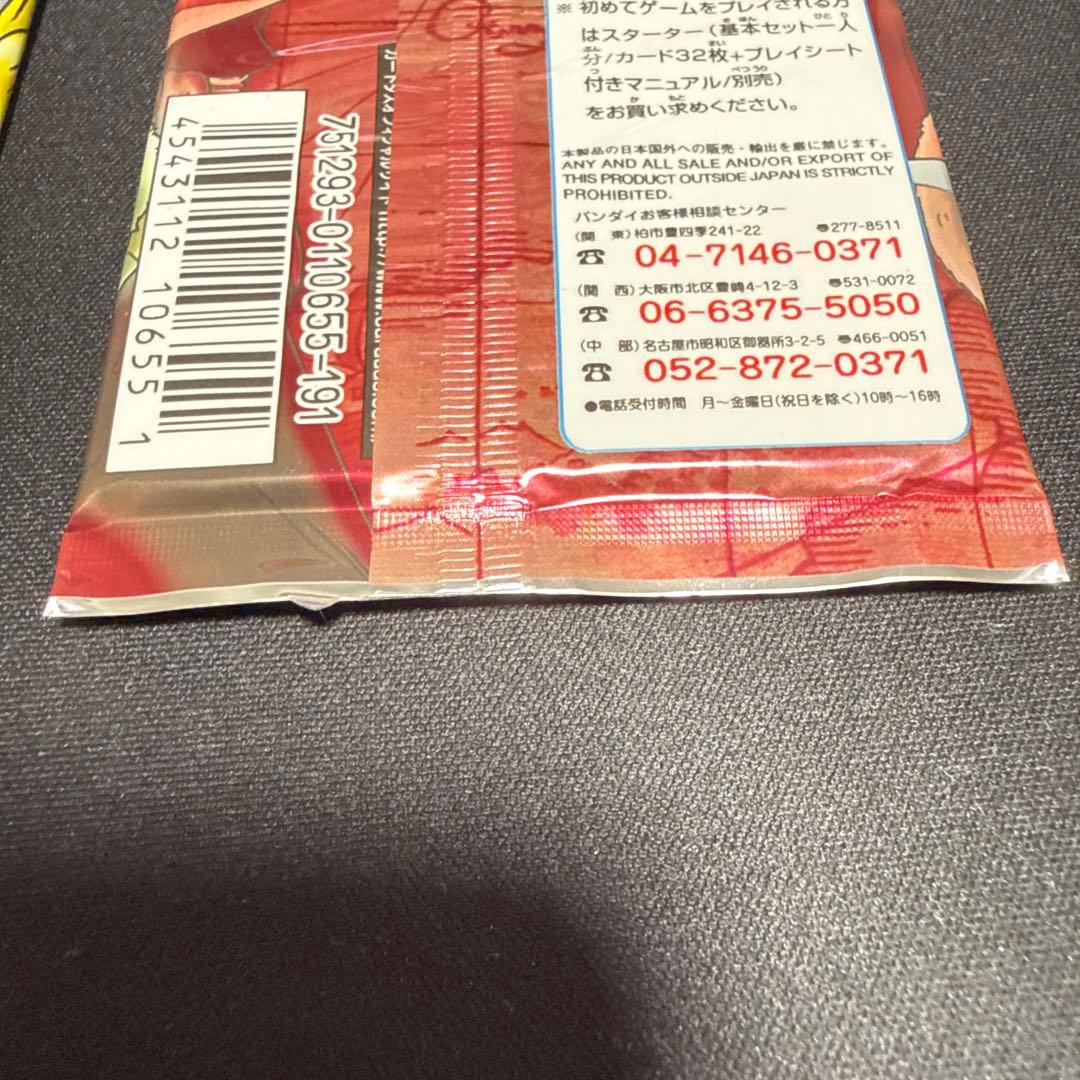 ※ 初めてゲームをプレイされる方
はスターター(基本セット一人
分/カード32枚+プレイシート
付きマニュアル/別売)
をお買い求めください。
本製品の日本国外への販売・輸出を厳に禁じます。
ANY AND ALL SALE AND/OR EXPORT OF
THIS PRODUCT OUTSIDE JAPAN IS STRICTLY
PROHIBITED.
バンダイお客様相談センター
(関 東)柏市豊四季241-22 〠277-8511
☎ 04-7146-0371
(関 西)大阪市北区豊崎4-12-3 〠531-0072
☎ 06-6375-5050
(中 部)名古屋市昭和区御器所3-2-5 〠466-0051
☎ 052-872-0371
●電話受付時間 月〜金曜日(祝日を除く)10時〜16時
751293-0110655-191
4543112106551